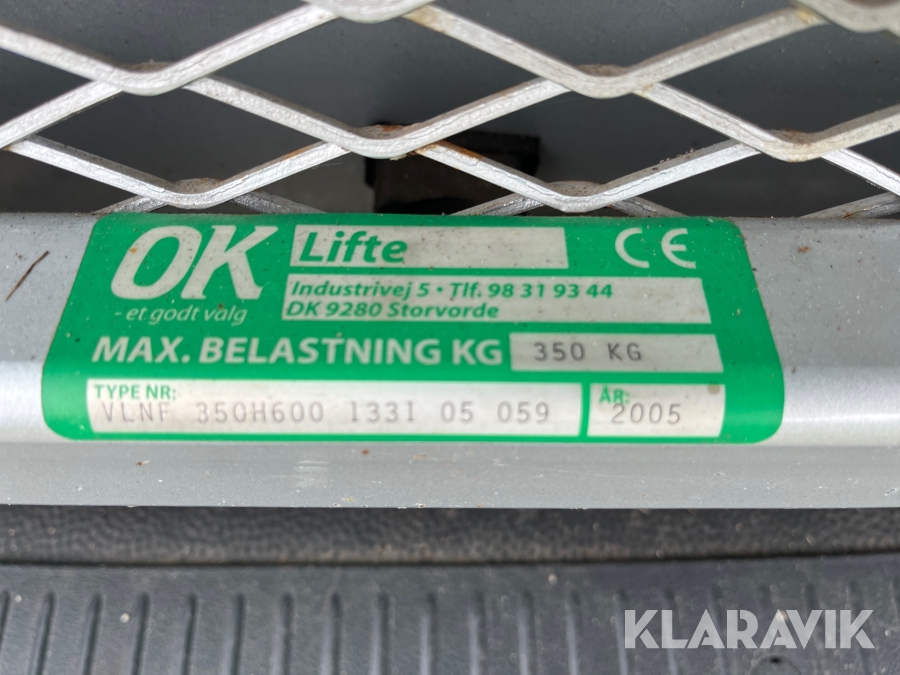 OK
- et godt valg
Lifte
CE
Industrivej 5 • Tlf. 98 31 93 44
DK 9280 Storvorde
MAX. BELASTNING KG 350 KG
TYPE NR:
VLNF 350H600 1331 05 059
ÅR:
2005
KLARAVIK